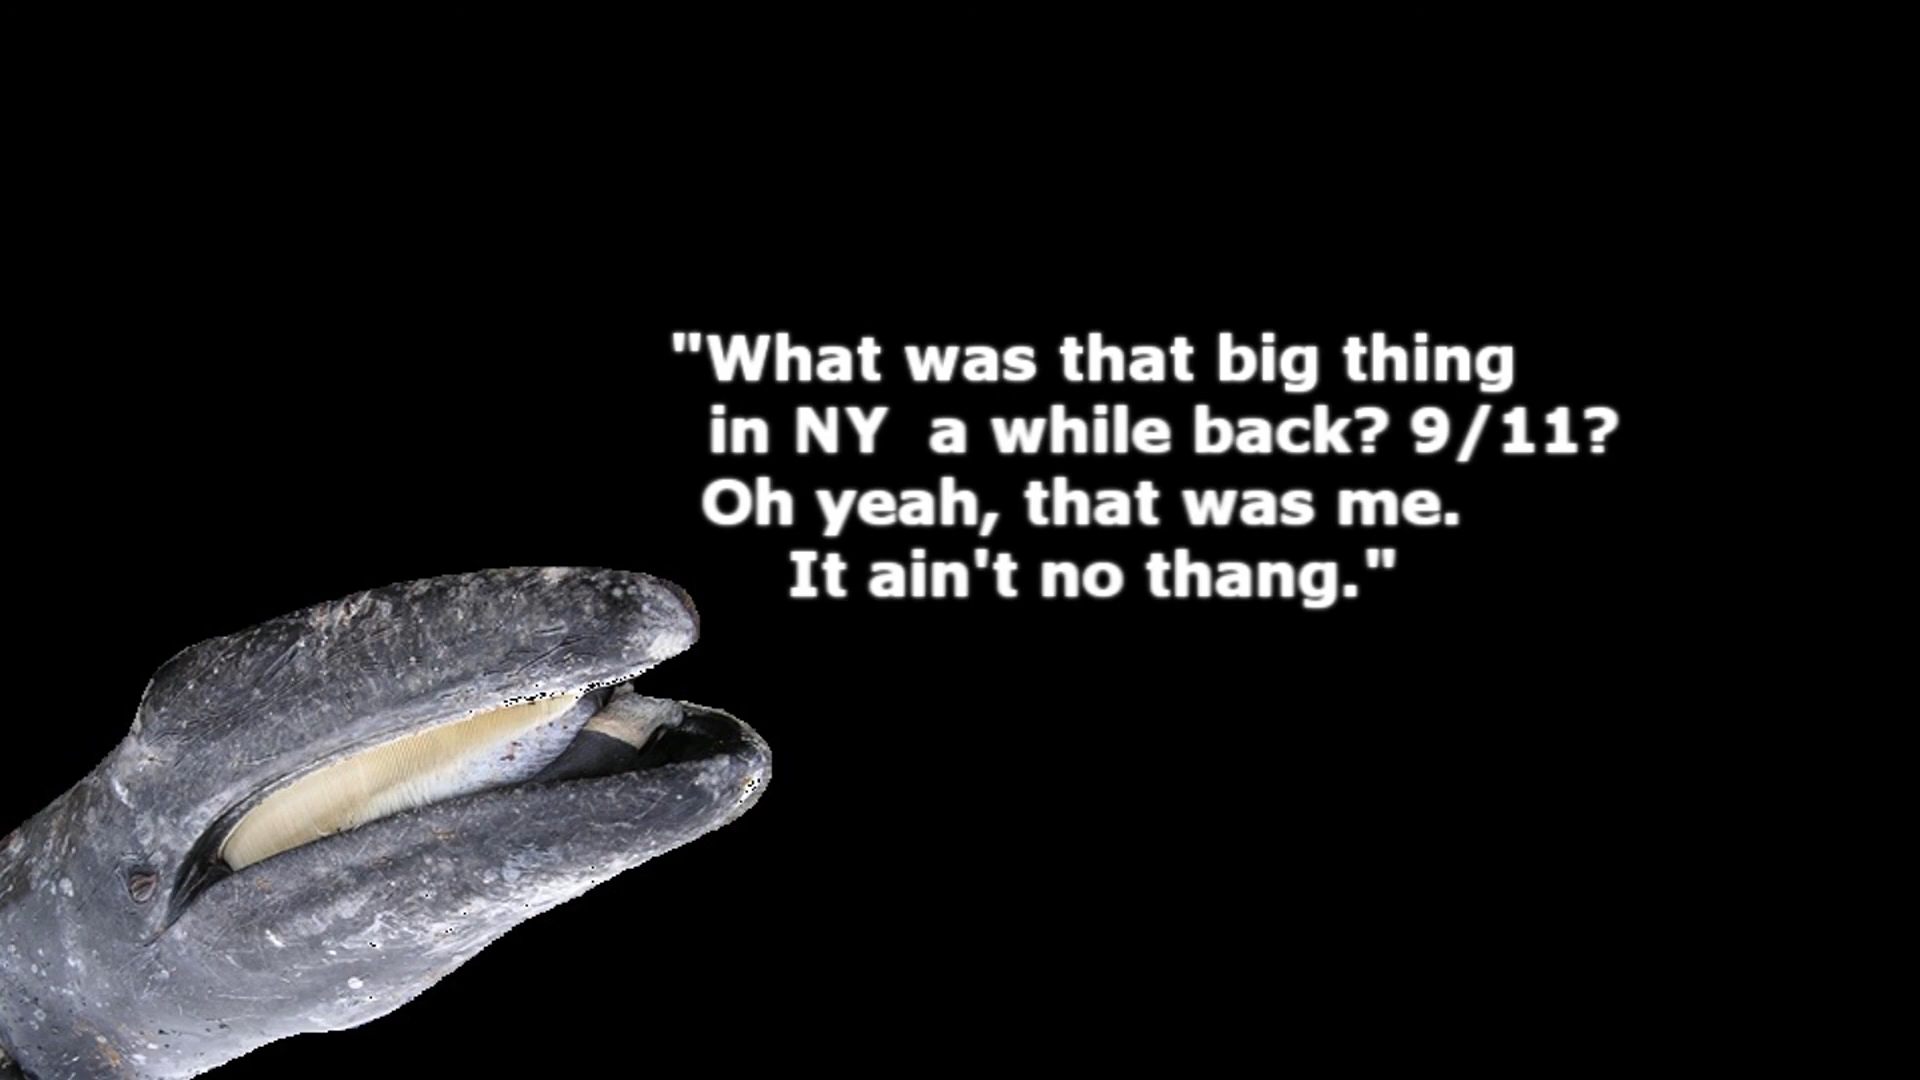 "What was that big thing
in NY a while back? 9/11?
Oh yeah, that was me.
It ain't no thang."